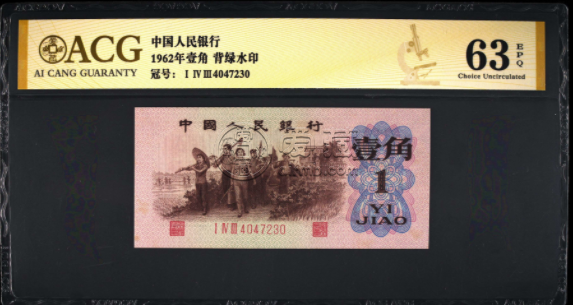 ACG
AI CANG GUARANTY
中国人民银行
1962年壹角 背绿水印
冠号: I IV III 4047230
63 EPQ
Choice Uncirculated
中國人民銀行
壹角
1
YI
JIAO
I IV III 4047230